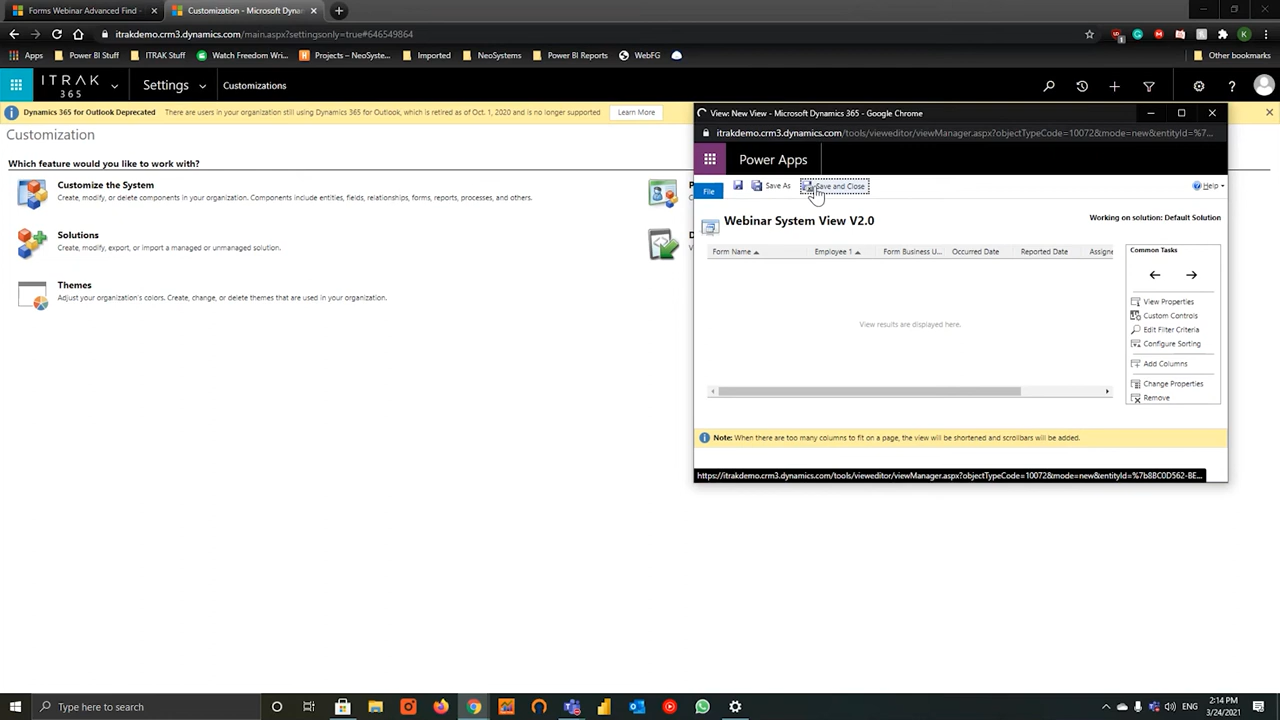 Forms Webinar Advanced Find -
Customization - Microsoft Dyna
itrakdemo.crm3.dynamics.com/main.aspx?settingsonly=true#646549864
Apps
Power BI Stuff
ITRAK Stuff
Watch Freedom Wri...
Projects – NeoSyste...
Imported
NeoSystems
Power BI Reports
WebFG
Other bookmarks
ITRAK
365
Settings
Customizations
Dynamics 365 for Outlook Deprecated
There are users in your organization still using Dynamics 365 for Outlook, which is retired as of Oct. 1, 2020 and is no longer supported
Learn More
Customization
Which feature would you like to work with?
Customize the System
Create, modify, or delete components in your organization. Components include entities, fields, relationships, forms, reports, processes, and others.
Solutions
Create, modify, export, or import a managed or unmanaged solution.
Themes
Adjust your organization's colors. Create, change, or delete themes that are used in your organization.
View: New View - Microsoft Dynamics 365 - Google Chrome
itrakdemo.crm3.dynamics.com/tools/vieweditor/viewManager.aspx?objectTypeCode=10072&mode=new&entityId=%7...
Power Apps
File
Save As
Save and Close
Help
Webinar System View V2.0
Working on solution: Default Solution
Form Name
Employee 1
Form Business U...
Occurred Date
Reported Date
Assigne
View results are displayed here.
Common Tasks
View Properties
Custom Controls
Edit Filter Criteria
Configure Sorting
Add Columns
Change Properties
Remove
Note: When there are too many columns to fit on a page, the view will be shortened and scrollbars will be added.
https://itrakdemo.crm3.dynamics.com/tools/vieweditor/viewManager.aspx?objectTypeCode=10072&mode=new&entityId=%7b8BC0D562-BE...
Type here to search
ENG
2:14 PM
3/24/2021